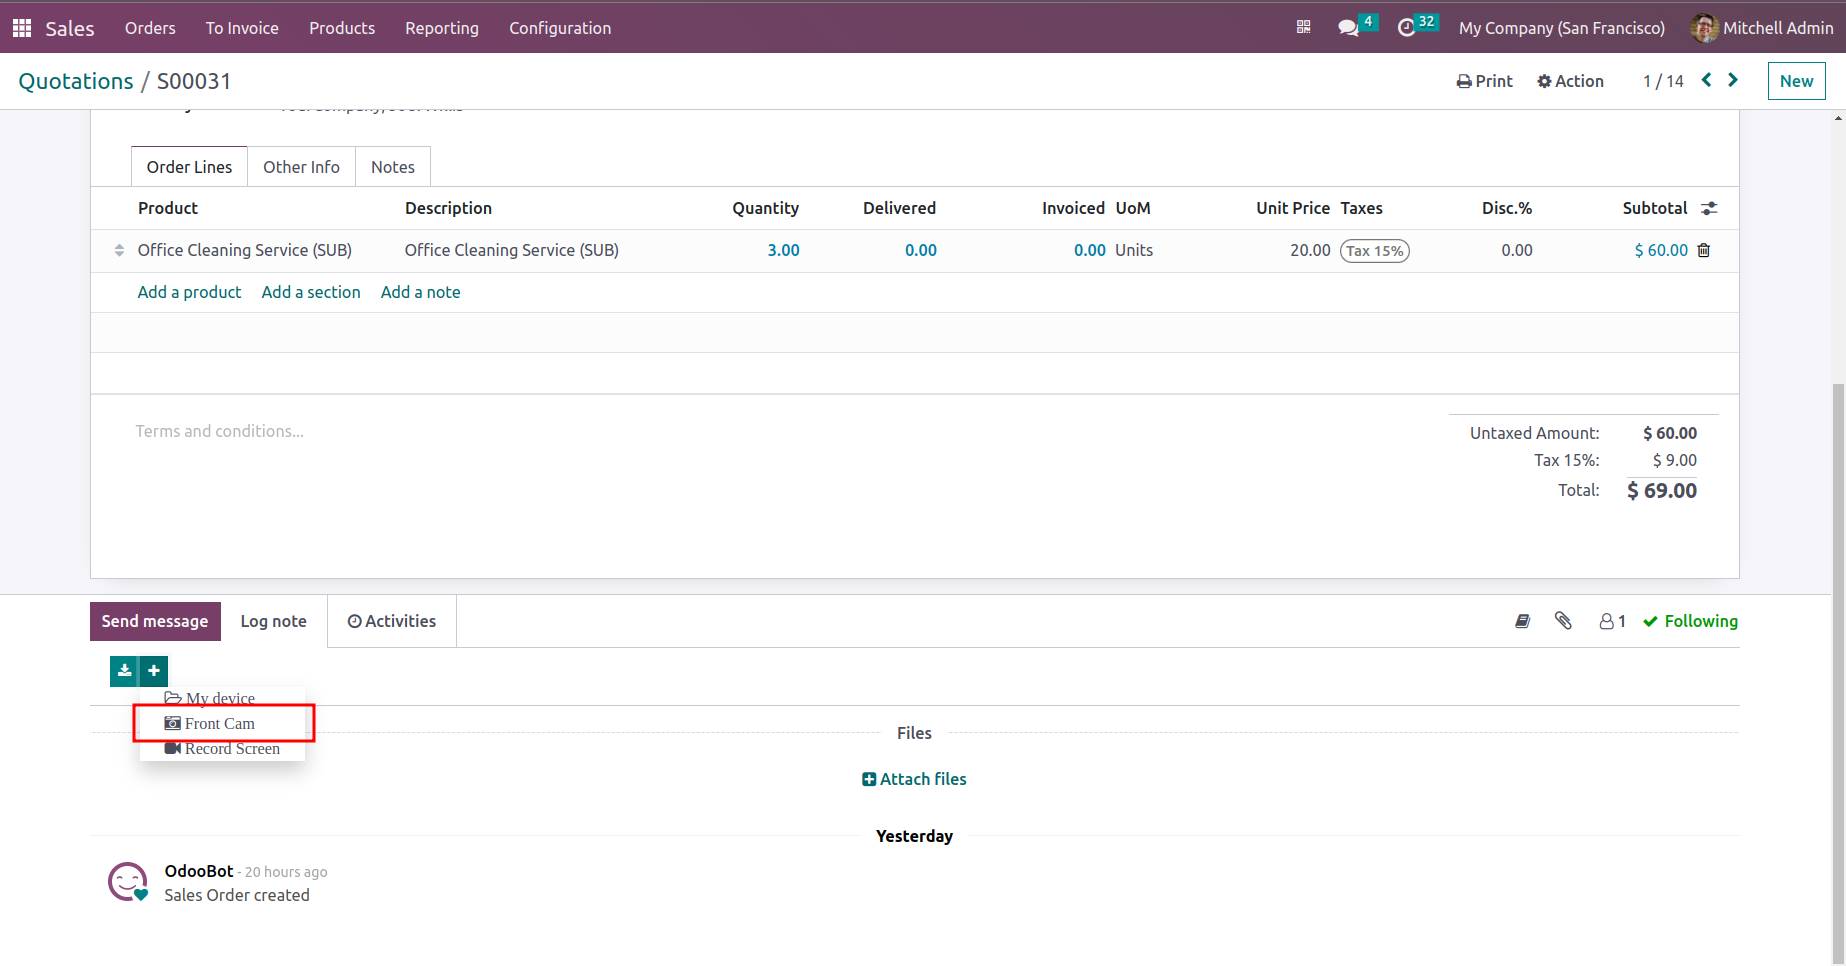 Sales Orders To Invoice Products Reporting Configuration 4 32 My Company (San Francisco) Mitchell Admin
Quotations / S00031 Print Action 1 / 14 New
Order Lines Other Info Notes
Product Description Quantity Delivered Invoiced UoM Unit Price Taxes Disc.% Subtotal
Office Cleaning Service (SUB) Office Cleaning Service (SUB) 3.00 0.00 0.00 Units 20.00 Tax 15% 0.00 $ 60.00
Add a product Add a section Add a note
Terms and conditions...
Untaxed Amount: $ 60.00
Tax 15%: $ 9.00
Total: $ 69.00
Send message Log note Activities 1 Following
My device
Front Cam
Record Screen
Files
Attach files
Yesterday
OdooBot - 20 hours ago
Sales Order created